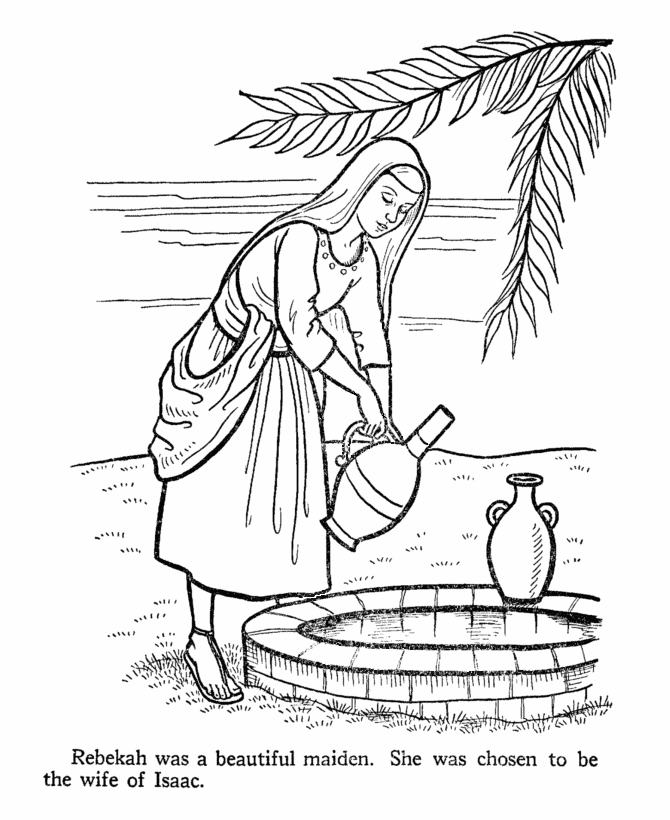 Rebekah was a beautiful maiden. She was chosen to be
the wife of Isaac.